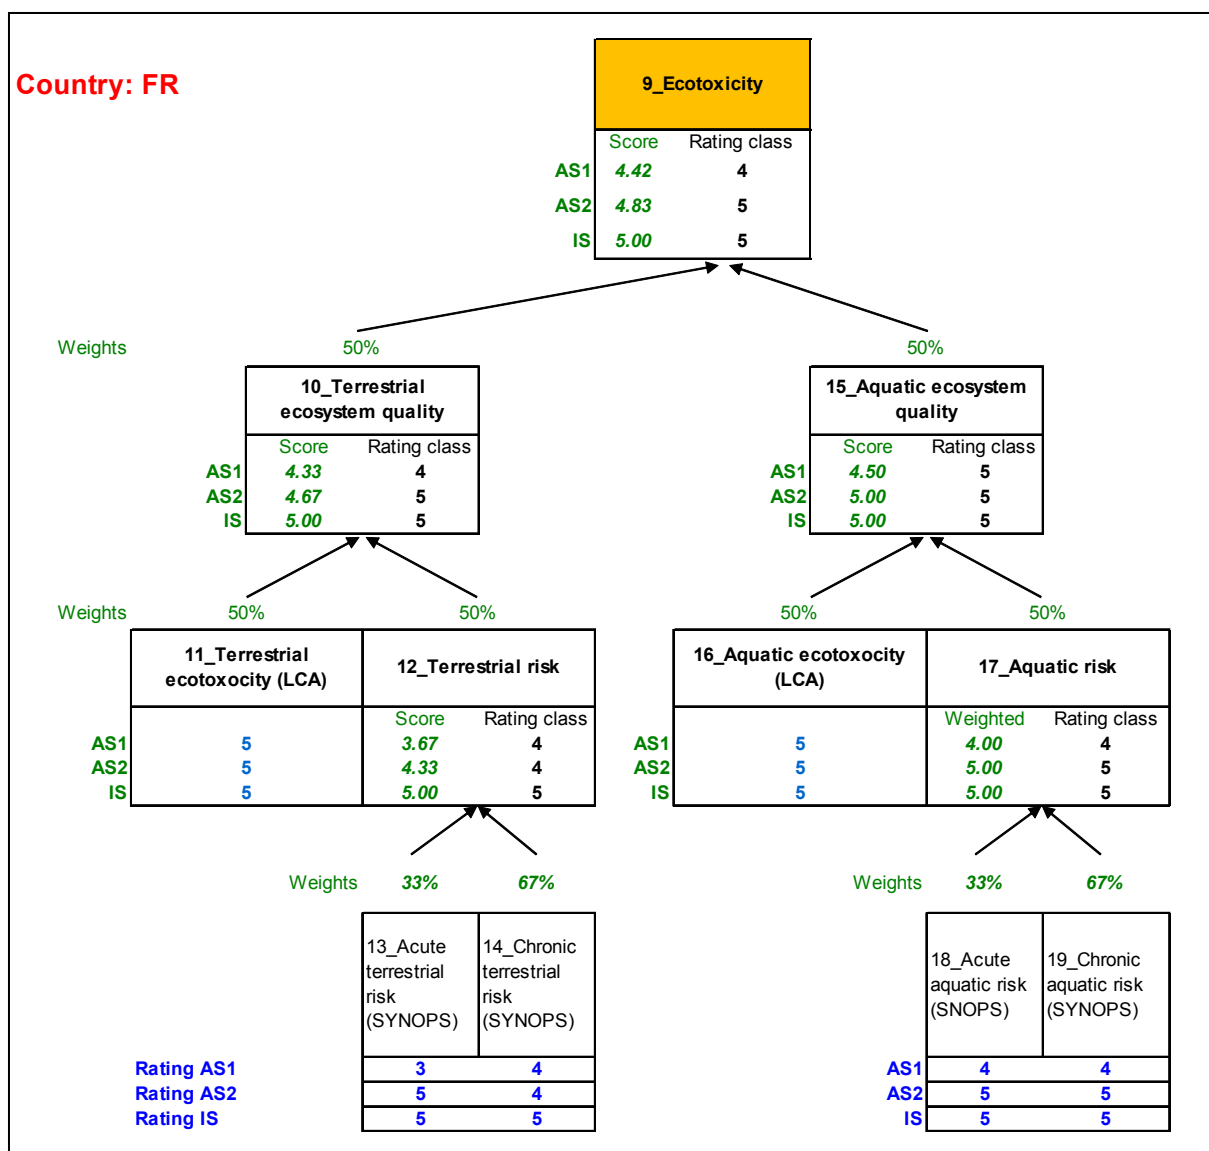 Country: FR
9_Ecotoxicity
Score Rating class
AS1 4.42 4
AS2 4.83 5
IS 5.00 5
Weights 50% 50%
10_Terrestrial
ecosystem quality
15_Aquatic ecosystem
quality
Score Rating class Score Rating class
AS1 4.33 4 AS1 4.50 5
AS2 4.67 5 AS2 5.00 5
IS 5.00 5 IS 5.00 5
Weights 50% 50% 50% 50%
11_Terrestrial
ecotoxocity (LCA)
12_Terrestrial risk
16_Aquatic ecotoxocity
(LCA)
17_Aquatic risk
Score Rating class Weighted Rating class
AS1 5 3.67 4 AS1 5 4.00 4
AS2 5 4.33 4 AS2 5 5.00 5
IS 5 5.00 5 IS 5 5.00 5
Weights 33% 67% Weights 33% 67%
13_Acute
terrestrial
risk
(SYNOPS)
14_Chronic
terrestrial
risk
(SYNOPS)
18_Acute
aquatic risk
(SNOPS)
19_Chronic
aquatic risk
(SYNOPS)
Rating AS1 3 4 AS1 4 4
Rating AS2 5 4 AS2 5 5
Rating IS 5 5 IS 5 5